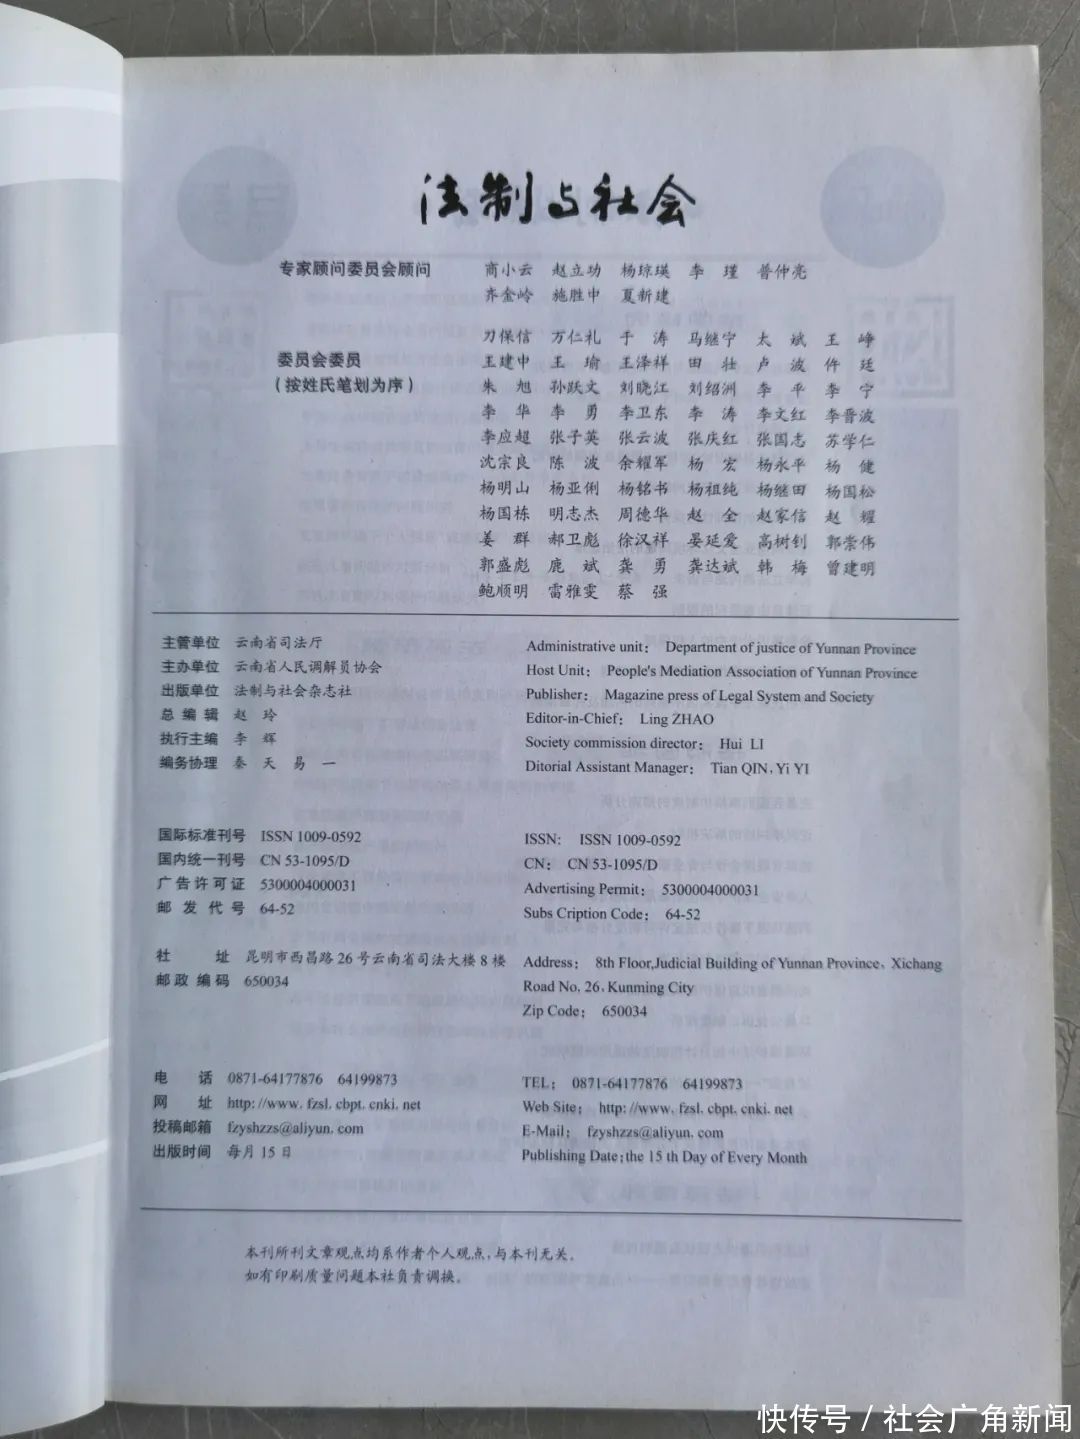 法制与社会
专家顾问委员会顾问 商小云 赵立功 杨琼瑛 李 瑾 普仲亮
乔金岭 施胜中 夏新建
委员会委员
(按姓氏笔划为序)
刀保信 万仁礼 于 涛 马继宁 太 斌 王 峥
王建中 王 瑜 王泽祥 田 壮 卢 波 仵 廷
朱 旭 孙跃文 刘晓江 刘绍洲 李 平 李 宁
李 华 李 勇 李卫东 李 涛 李文红 李晋波
李应超 张子英 张云波 张庆红 张国志 苏学仁
沈宗良 陈 波 余耀军 杨 宏 杨永平 杨 健
杨明山 杨亚俐 杨铭书 杨祖纯 杨继田 杨国松
杨国栋 明志杰 周德华 赵 全 赵家信 赵 耀
姜 群 郝卫彪 徐汉祥 晏延爱 高树钊 郭崇伟
郭盛彪 鹿 斌 龚 勇 龚达斌 韩 梅 曾建明
鲍顺明 雷雅雯 蔡 强
主管单位 云南省司法厅
主办单位 云南省人民调解员协会
出版单位 法制与社会杂志社
总 编 辑 赵 玲
执行主编 李 辉
编务协理 秦 天 易 一
Administrative unit: Department of justice of Yunnan Province
Host Unit: People's Mediation Association of Yunnan Province
Publisher: Magazine press of Legal System and Society
Editor-in-Chief: Ling ZHAO
Society commission director: Hui LI
Ditorial Assistant Manager: Tian QIN, Yi YI
国际标准刊号 ISSN 1009-0592
国内统一刊号 CN 53-1095/D
广告许可证 5300004000031
邮 发 代 号 64-52
ISSN: ISSN 1009-0592
CN: CN 53-1095/D
Advertising Permit: 5300004000031
Subs Cription Code: 64-52
社 址 昆明市西昌路26号云南省司法大楼8楼
邮政编码 650034
Address: 8th Floor,Judicial Building of Yunnan Province, Xichang
Road No. 26, Kunming City
Zip Code: 650034
电 话 0871-64177876 64199873
网 址 http://www. fzsl. cbpt. cnki. net
投稿邮箱 fzyshzzs@aliyun. com
出版时间 每月15日
TEL: 0871-64177876 64199873
Web Site: http://www. fzsl. cbpt. cnki. net
E-Mail: fzyshzzs@aliyun. com
Publishing Date:the 15 th Day of Every Month
本刊所刊文章观点均系作者个人观点,与本刊无关。
如有印刷质量问题本社负责调换。
快传号 / 社会广角新闻